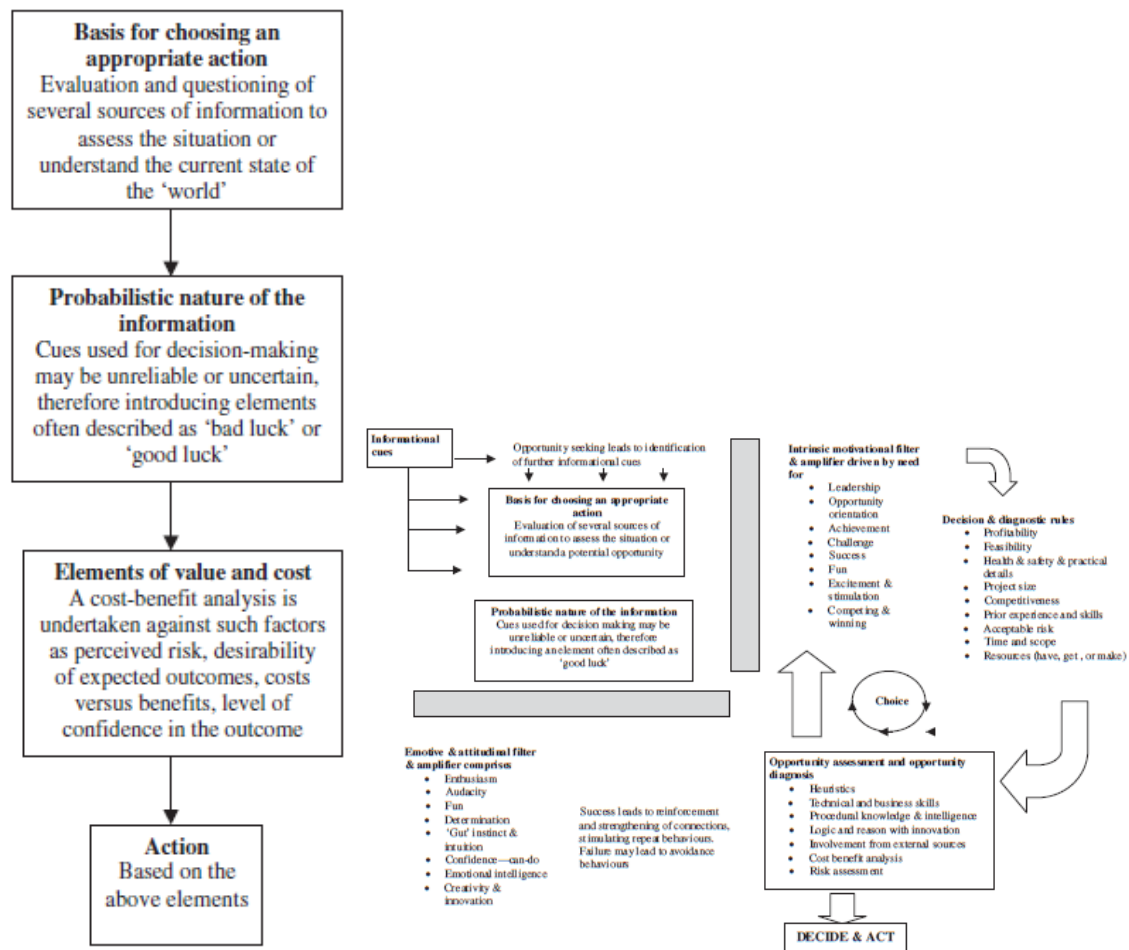 Basis for choosing an
appropriate action
Evaluation and questioning of
several sources of information to
assess the situation or
understand the current state of
the ‘world’
Probabilistic nature of the
information
Cues used for decision-making
may be unreliable or uncertain,
therefore introducing elements
often described as ‘bad luck’ or
‘good luck’
Elements of value and cost
A cost-benefit analysis is
undertaken against such factors
as perceived risk, desirability
of expected outcomes, costs
versus benefits, level of
confidence in the outcome
Action
Based on the
above elements
Informational
cues
Opportunity seeking leads to identification
of further informational cues
Basis for choosing an appropriate
action
Evaluation of several sources of
information to assess the situation or
understand a potential opportunity
Probabilistic nature of the information
Cues used for decision making may be
unreliable or uncertain, therefore
introducing an element often described as
‘good luck’
Emotive & attitudinal filter
& amplifier comprises
• Enthusiasm
• Audacity
• Fun
• Determination
• ‘Gut’ instinct &
intuition
• Confidence—can-do
• Emotional intelligence
• Creativity &
innovation
Success leads to reinforcement
and strengthening of connections,
stimulating repeat behaviours.
Failure may lead to avoidance
behaviours
Intrinsic motivational filter
& amplifier driven by need
for
• Leadership
• Opportunity
orientation
• Achievement
• Challenge
• Success
• Fun
• Excitement &
stimulation
• Competing &
winning
Decision & diagnostic rules
• Profitability
• Feasibility
• Health & safety & practical
details
• Project size
• Competitiveness
• Prior experience and skills
• Acceptable risk
• Time and scope
• Resources (have, get, or make)
Choice
Opportunity assessment and opportunity
diagnosis
• Heuristics
• Technical and business skills
• Procedural knowledge & intelligence
• Logic and reason with innovation
• Involvement from external sources
• Cost benefit analysis
• Risk assessment
DECIDE & ACT